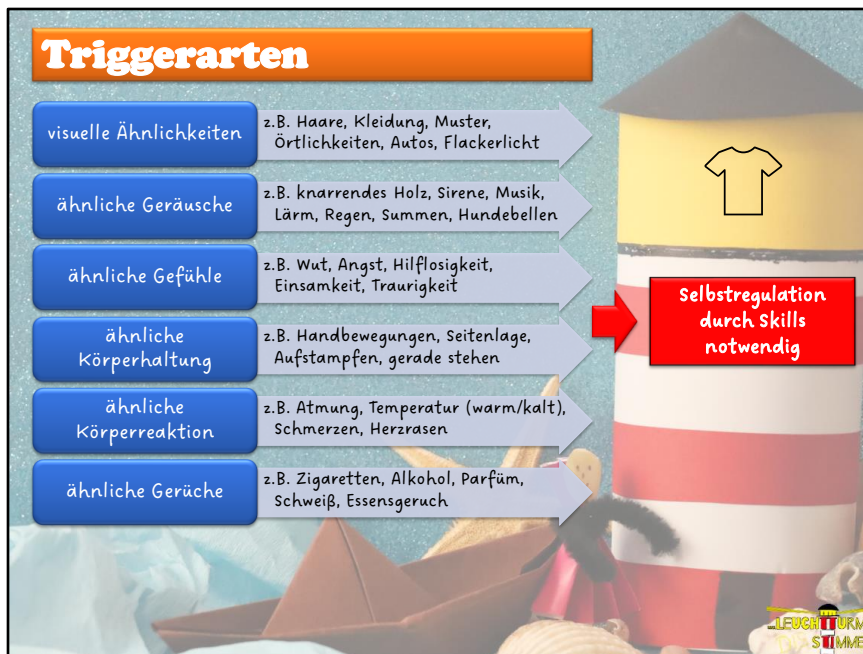 Triggerarten
visuelle Ähnlichkeiten
z.B. Haare, Kleidung, Muster,
Örtlichkeiten, Autos, Flackerlicht
ähnliche Geräusche
z.B. knarrendes Holz, Sirene, Musik,
Lärm, Regen, Summen, Hundebellen
ähnliche Gefühle
z.B. Wut, Angst, Hilflosigkeit,
Einsamkeit, Traurigkeit
ähnliche
Körperhaltung
z.B. Handbewegungen, Seitenlage,
Aufstampfen, gerade stehen
ähnliche
Körperreaktion
z.B. Atmung, Temperatur (warm/kalt),
Schmerzen, Herzrasen
ähnliche Gerüche
z.B. Zigaretten, Alkohol, Parfüm,
Schweiß, Essensgeruch
Selbstregulation
durch Skills
notwendig
LEUCHTTURM
STIMME